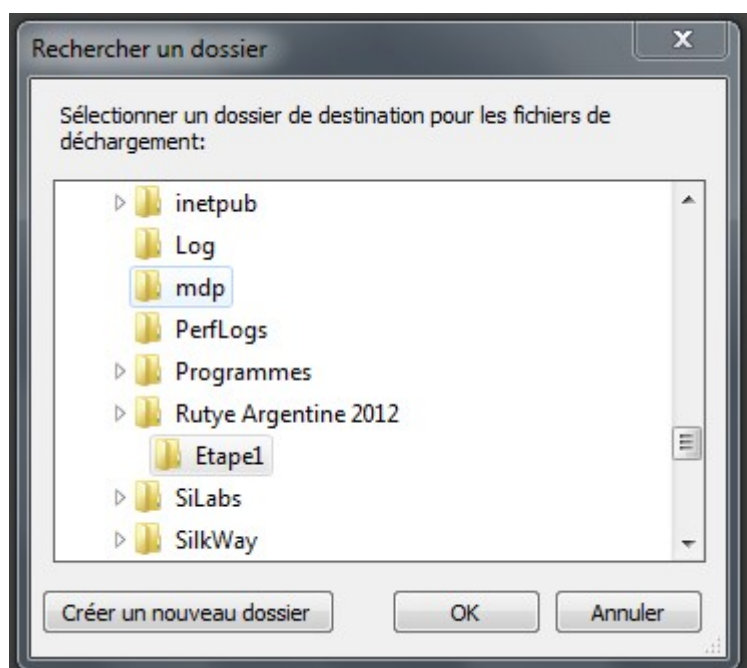 Rechercher un dossier
Sélectionner un dossier de destination pour les fichiers de
déchargement:
inetpub
Log
mdp
PerfLogs
Programmes
Rutye Argentine 2012
Etape1
SiLabs
SilkWay
Créer un nouveau dossier
OK
Annuler